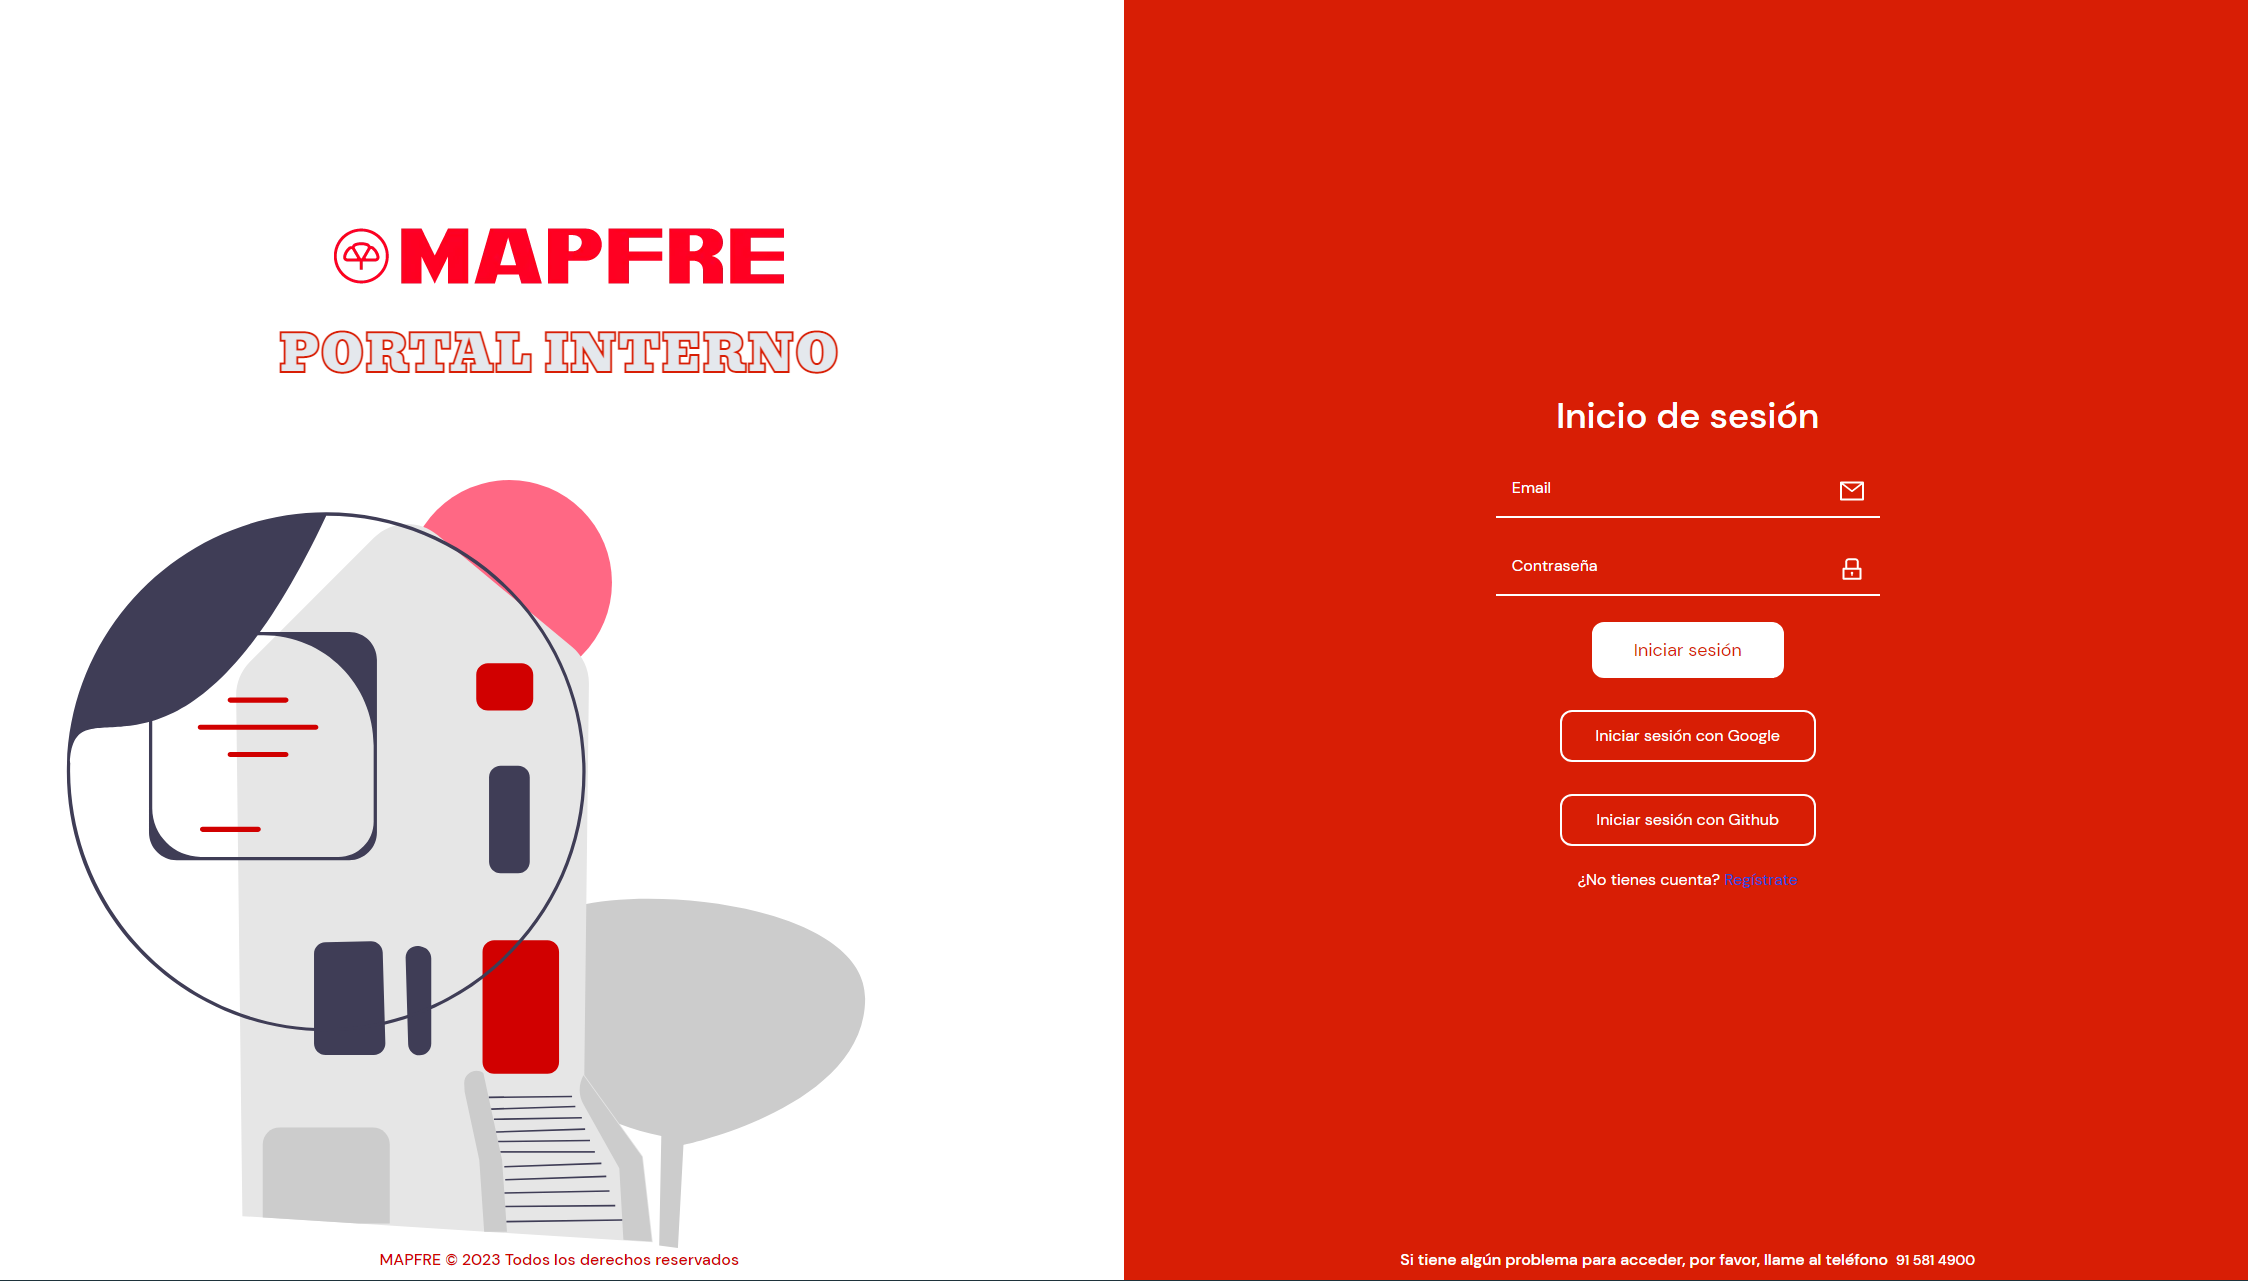 MAPFRE
PORTAL INTERNO
MAPFRE © 2023 Todos los derechos reservados
Inicio de sesión
Email
Contraseña
Iniciar sesión
Iniciar sesión con Google
Iniciar sesión con Github
¿No tienes cuenta? Regístrate
Si tiene algún problema para acceder, por favor, llame al teléfono 91 581 4900